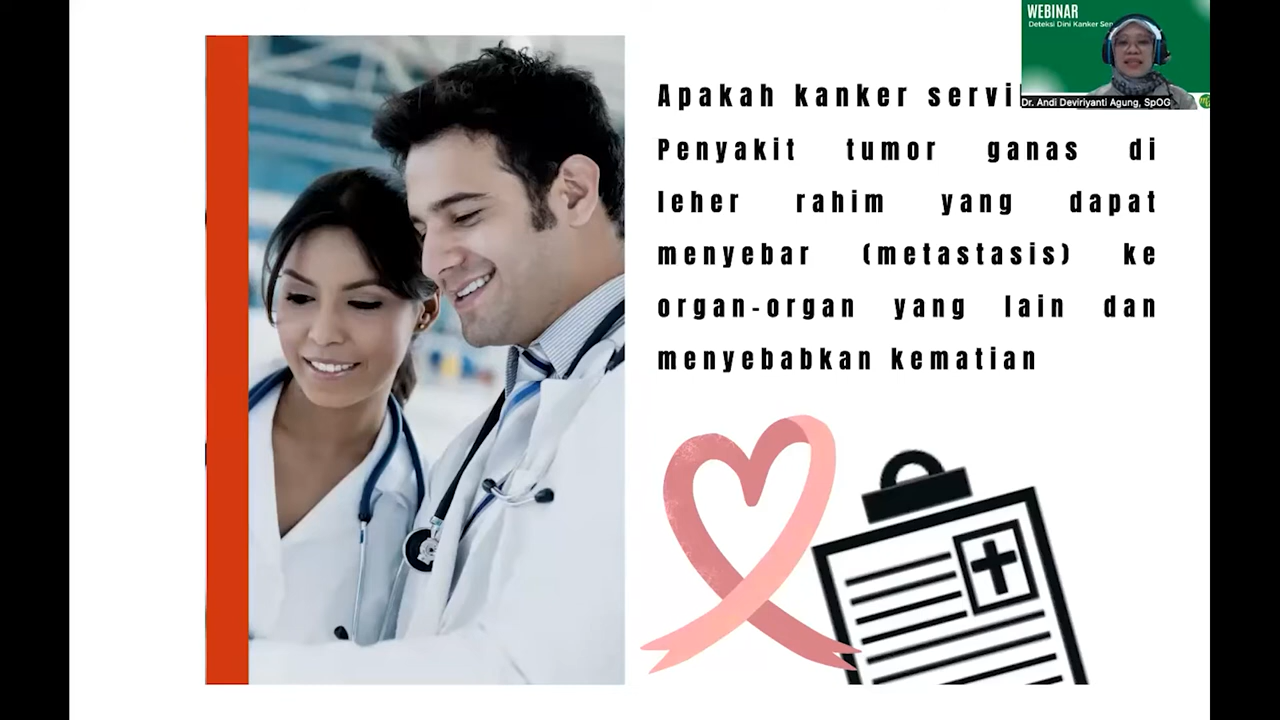 WEBINAR
Deteksi Dini Kanker
Dr. Andi Deviriyanti Agung, SpOG
Apakah kanker
Penyakit tumor ganas di
leher rahim yang dapat
menyebar (metastasis) ke
organ-organ yang lain dan
menyebabkan kematian